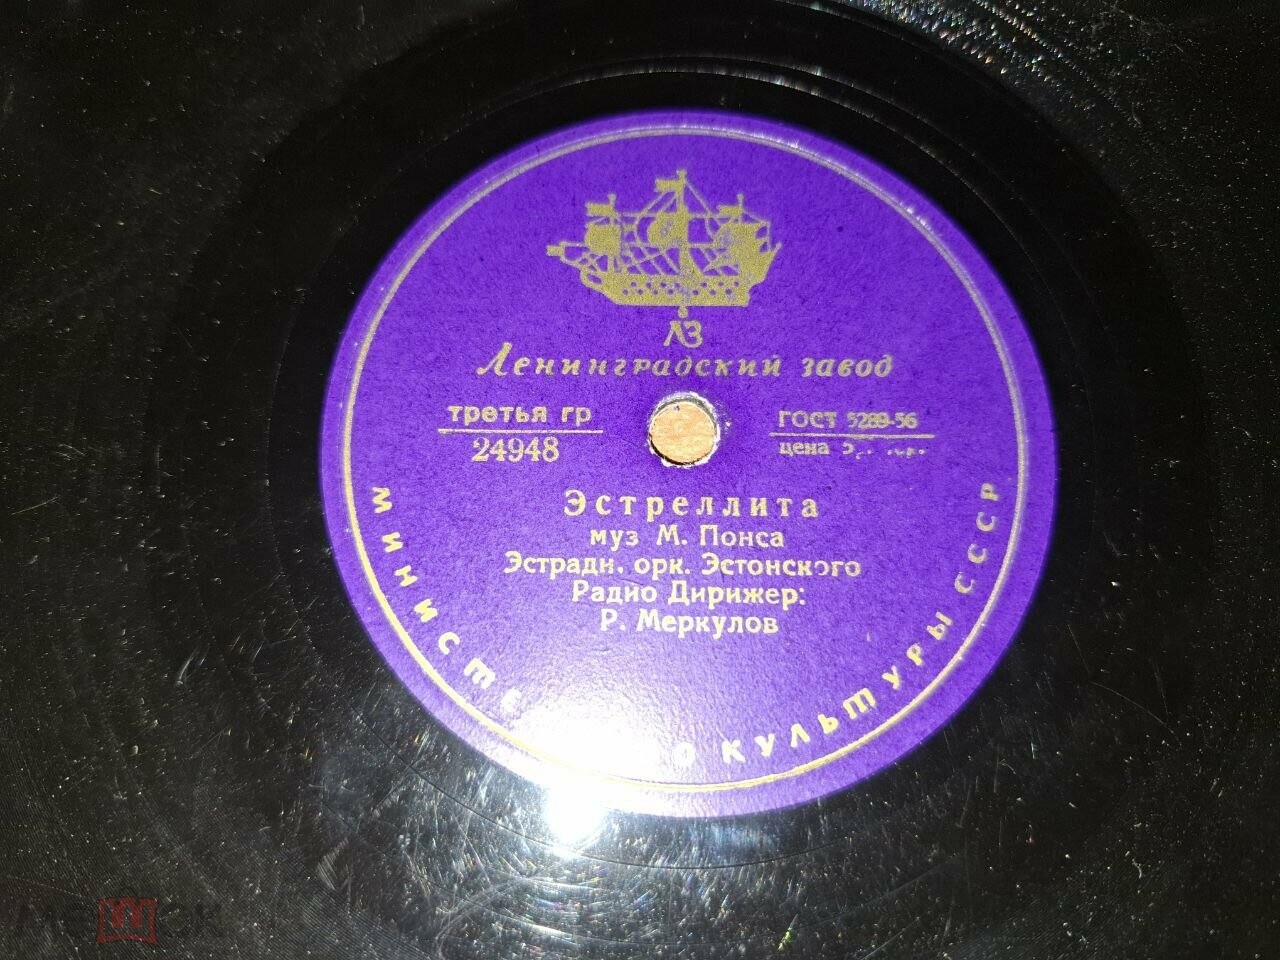 ЛЗ
Ленинградский завод
третья гр
24948
ГОСТ 5289-56
цена
Эстреллита
муз М. Понса
Эстрадн. орк. Эстонского
Радио Дирижер:
Р. Меркулов
КУЛЬТУРЫ СССР